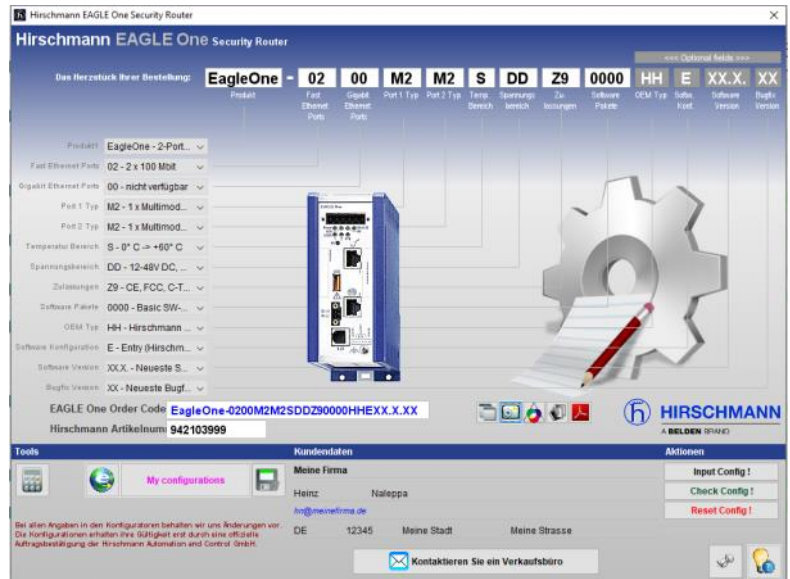 Hirschmann EAGLE One Security Router
Hirschmann EAGLE One Security Router
<<< Optional fields >>>
Das Herzstück Ihrer Bestellung: EagleOne - 02 00 M2 M2 S DD Z9 0000 HH E XX.X. XX
Produkt Fast Ethernet Ports Gigabit Ethernet Ports Port 1 Typ Port 2 Typ Temp. Bereich Spannungs bereich Zu lassungen Software Pakete OEM Typ Softw. Konf. Software Version Bugfix Version
Produkt EagleOne - 2-Port...
Fast Ethernet Ports 02 - 2 x 100 Mbit
Gigabit Ethernet Ports 00 - nicht verfügbar
Port 1 Typ M2 - 1 x Multimod...
Port 2 Typ M2 - 1 x Multimod...
Temperatur Bereich S - 0° C -> +60° C
Spannungsbereich DD - 12-48V DC, ...
Zulassungen Z9 - CE, FCC, C-T...
Software Pakete 0000 - Basic SW-...
OEM Typ HH - Hirschmann ...
Software Konfiguration E - Entry (Hirschm...
Software Version XX.X. - Neueste S...
Bugfix Version XX - Neueste Bugf...
EAGLE One Order Code EagleOne-0200M2M2SDDZ90000HHEXX.X.XX
Hirschmann Artikelnum 942103999
HIRSCHMANN
A BELDEN BRAND
Tools
Kundendaten
Aktionen
My configurations
Meine Firma
Heinz Naleppa
hn@meinefirma.de
DE 12345 Meine Stadt Meine Strasse
Input Config !
Check Config !
Reset Config !
Bei allen Angaben in den Konfiguratoren behalten wir uns Änderungen vor.
Die Konfigurationen erhalten ihre Gültigkeit erst durch eine offizielle
Auftragsbestätigung der Hirschmann Automation and Control GmbH.
Kontaktieren Sie ein Verkaufsbüro